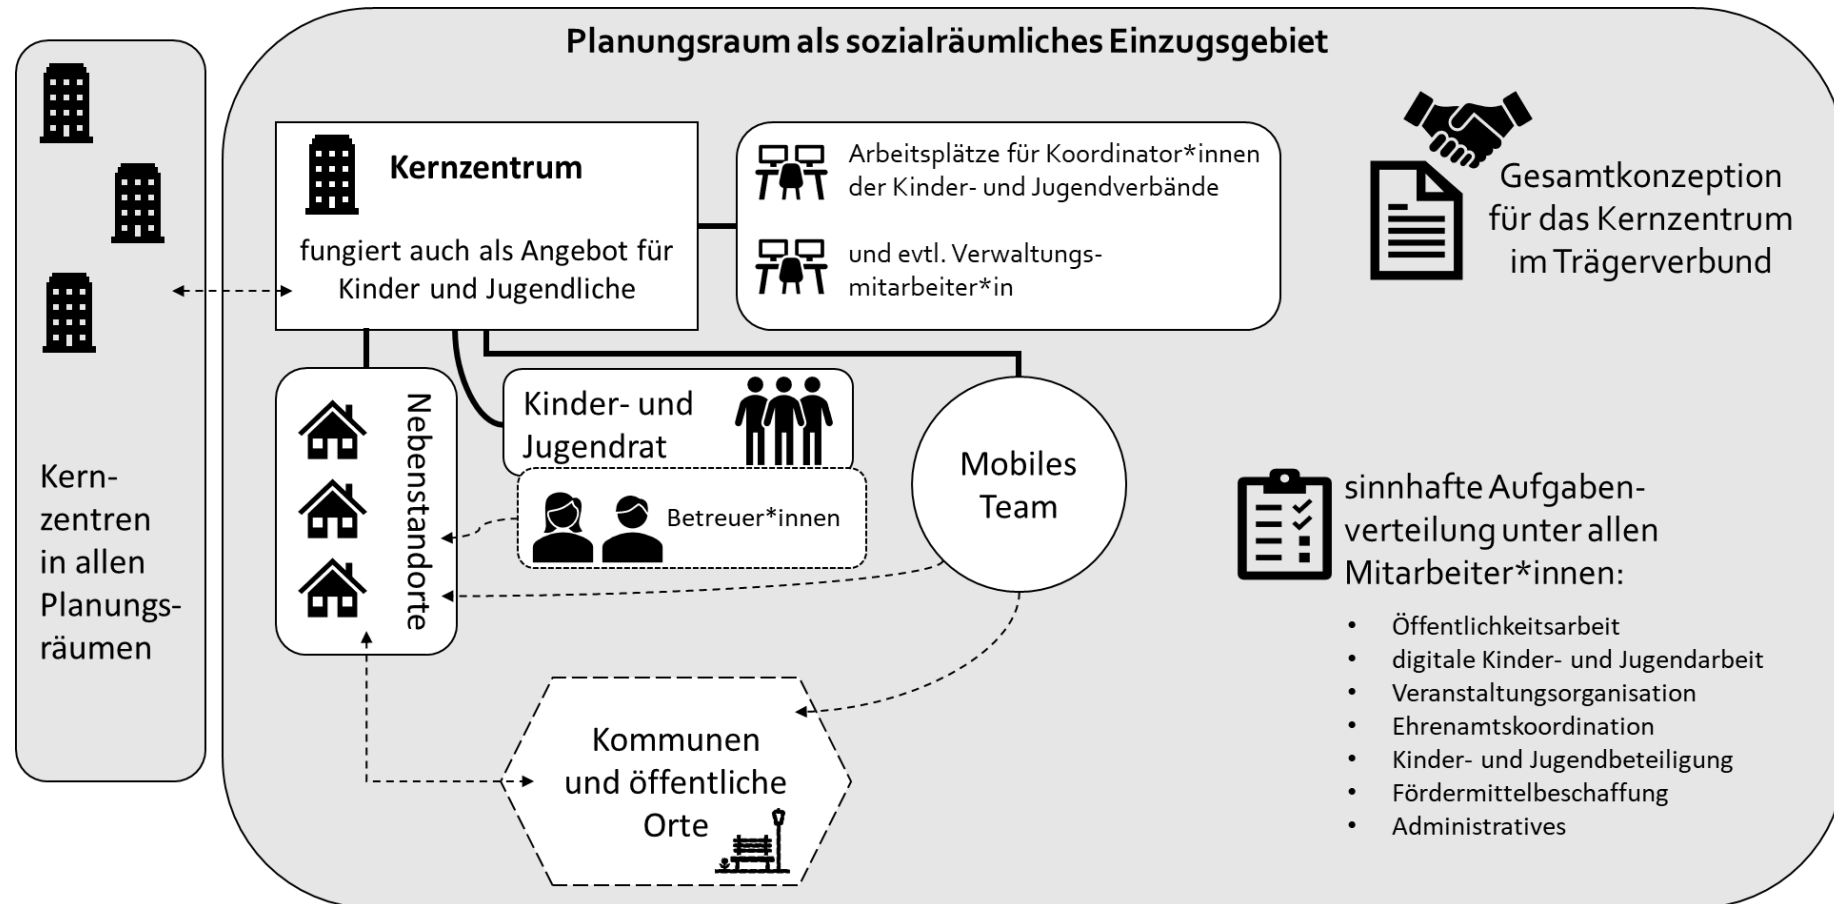 Planungsraum als sozialräumliches Einzugsgebiet
Kern-
zentren
in allen
Planungs-
räumen
Kernzentrum
fungiert auch als Angebot für
Kinder und Jugendliche
Arbeitsplätze für Koordinator*innen
der Kinder- und Jugendverbände
und evtl. Verwaltungs-
mitarbeiter*in
Gesamtkonzeption
für das Kernzentrum
im Trägerverbund
Nebenstandorte
Kinder- und
Jugendrat
Betreuer*innen
Mobiles
Team
Kommunen
und öffentliche
Orte
sinnhafte Aufgaben-
verteilung unter allen
Mitarbeiter*innen:
• Öffentlichkeitsarbeit
• digitale Kinder- und Jugendarbeit
• Veranstaltungsorganisation
• Ehrenamtskoordination
• Kinder- und Jugendbeteiligung
• Fördermittelbeschaffung
• Administratives